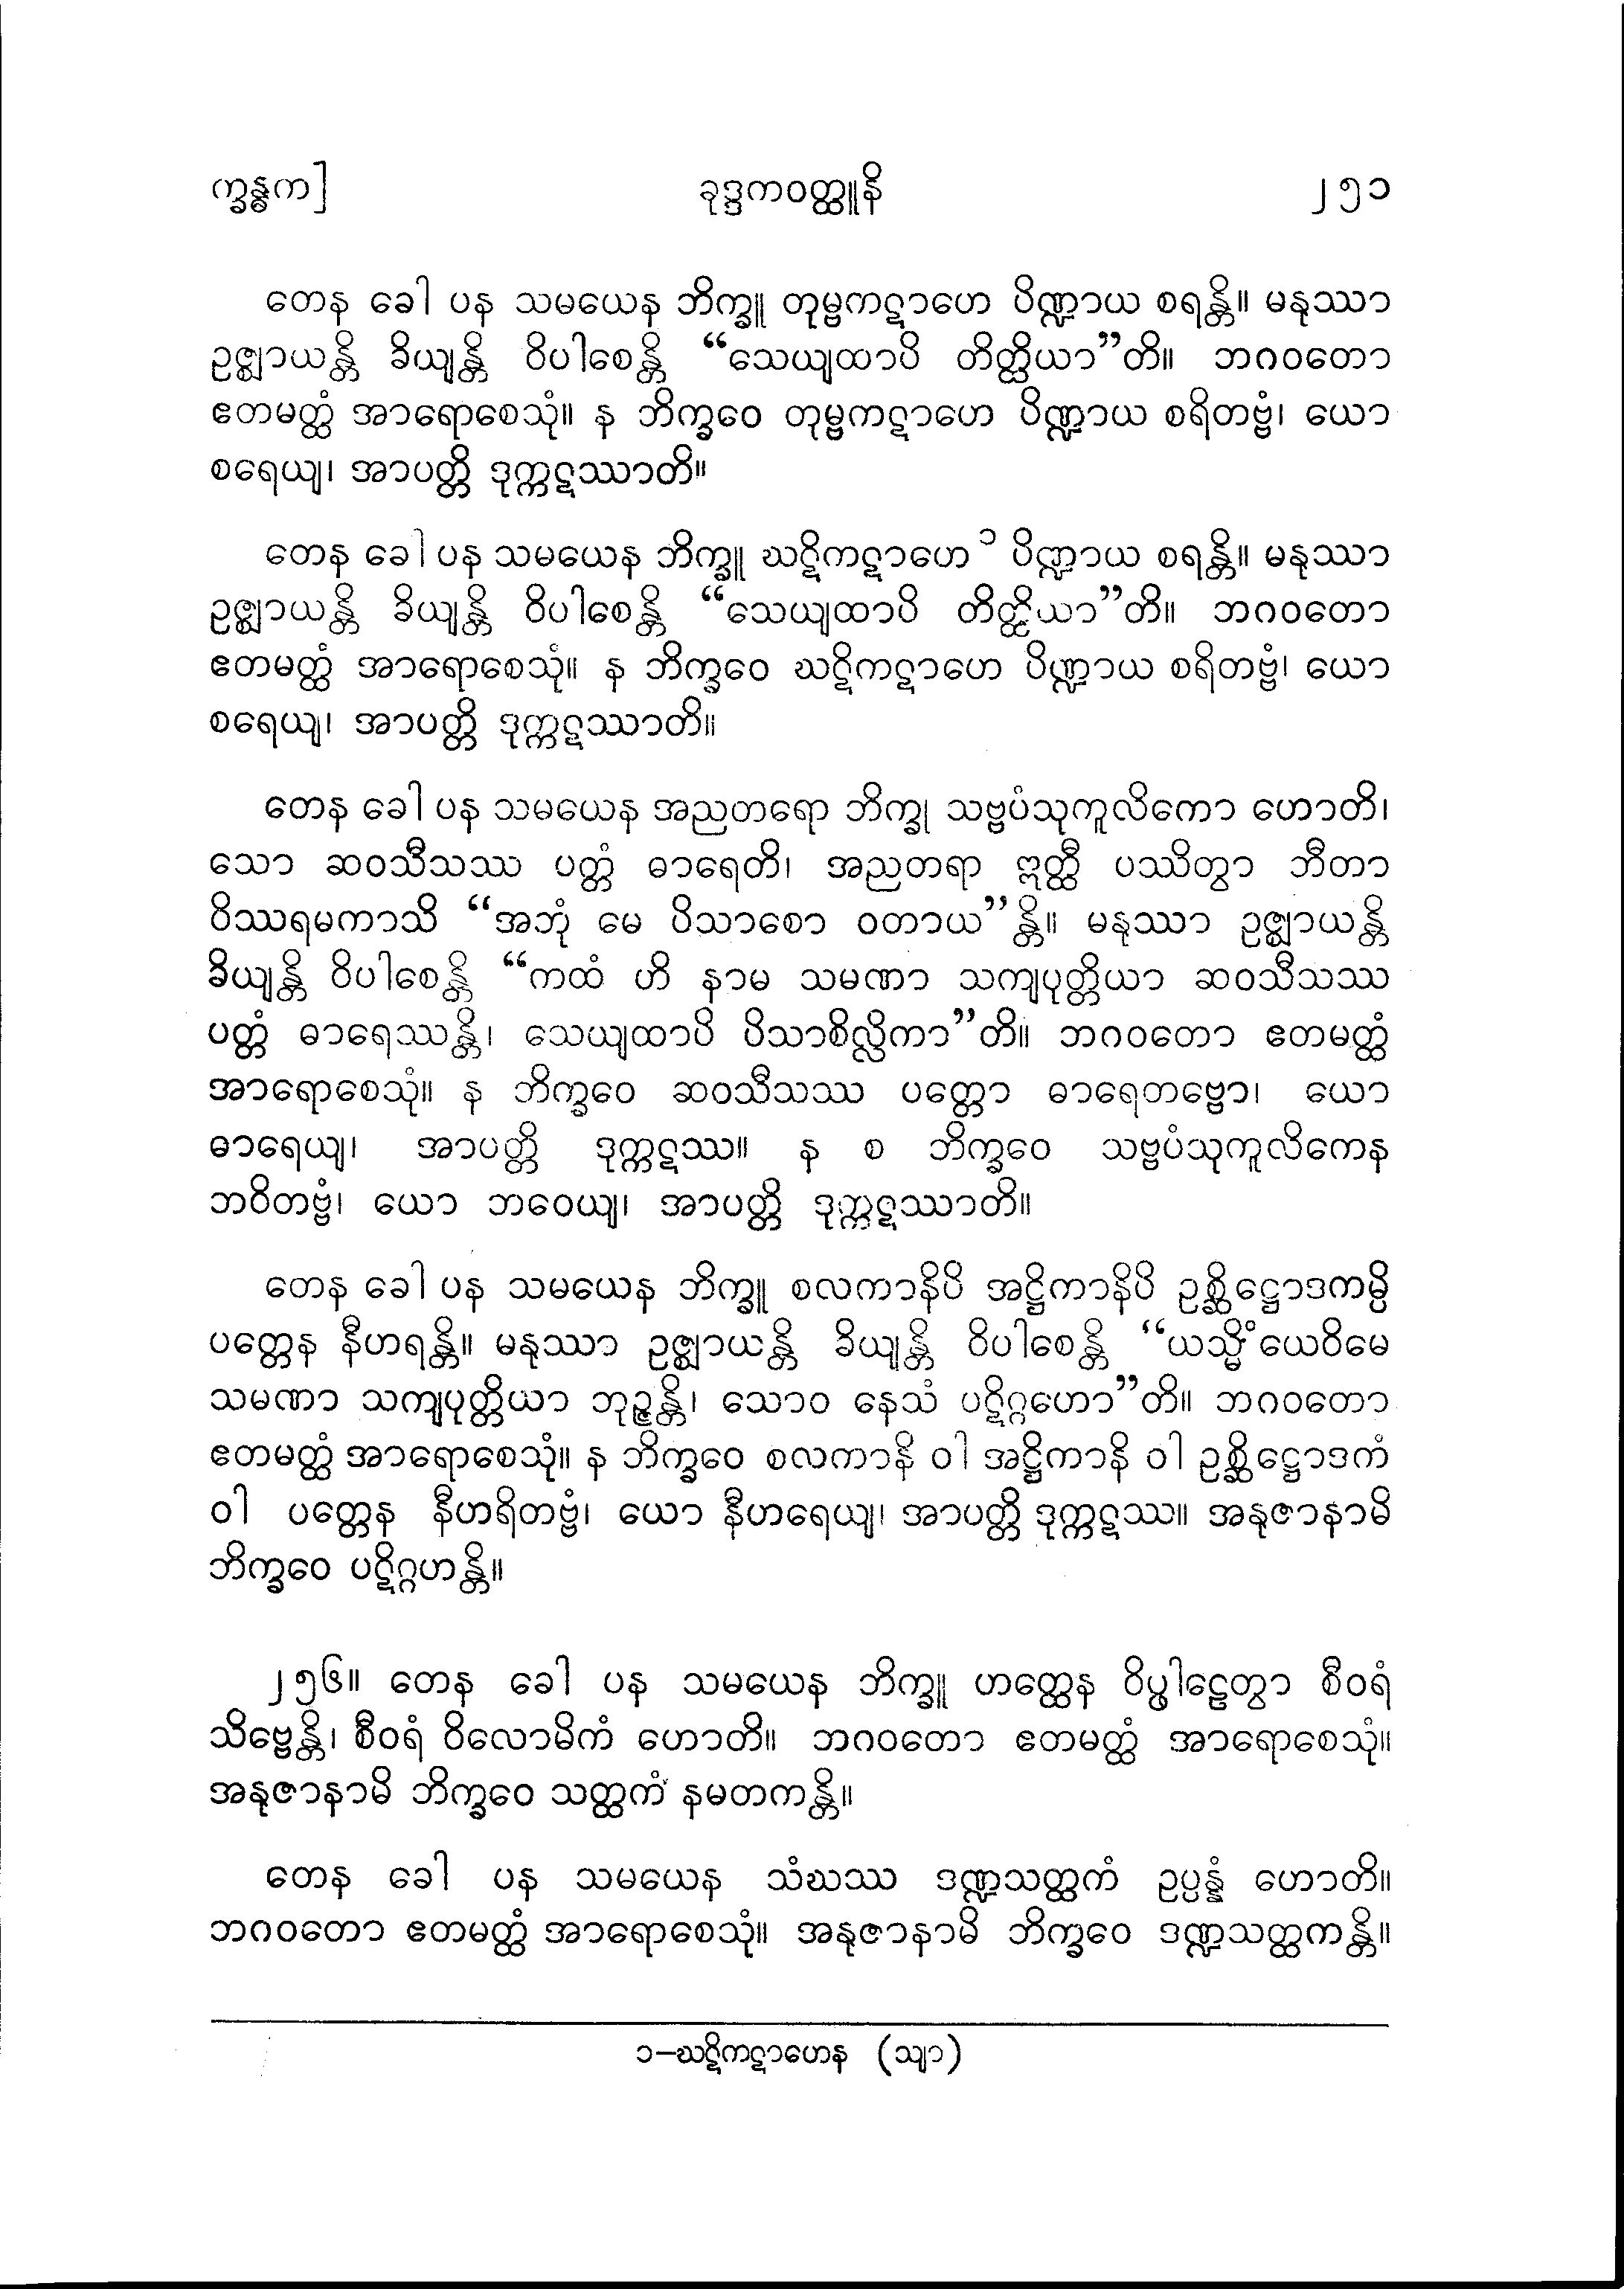 က္ခန္ဓက]
ခုဒ္ဒကဝတ္ထူနိ
၂၅၁
တေန ခေါ ပန သမယေန ဘိက္ခူ တုမ္ဗကဋာဟေ ပိဏ္ဍာယ စရန္တိ။ မနုဿာ
ဥဇ္ဈာယန္တိ ခိယျန္တိ ဝိပါစေန္တိ “သေယျထာပိ တိတ္ထိယာ”တိ။ ဘဂဝတော
ဧတမတ္ထံ အာရောစေသုံ။ န ဘိက္ခဝေ တုမ္ဗကဋာဟေ ပိဏ္ဍာယ စရိတဗ္ဗံ၊ ယော
စရေယျ၊ အာပတ္တိ ဒုက္ကဋဿာတိ။
တေန ခေါ ပန သမယေန ဘိက္ခူ ဃဋိကဋာဟေ ၁ ပိဏ္ဍာယ စရန္တိ။ မနုဿာ
ဥဇ္ဈာယန္တိ ခိယျန္တိ ဝိပါစေန္တိ “သေယျထာပိ တိတ္ထိယာ”တိ။ ဘဂဝတော
ဧတမတ္ထံ အာရောစေသုံ။ န ဘိက္ခဝေ ဃဋိကဋာဟေ ပိဏ္ဍာယ စရိတဗ္ဗံ၊ ယော
စရေယျ၊ အာပတ္တိ ဒုက္ကဋဿာတိ။
တေန ခေါ ပန သမယေန အညတရော ဘိက္ခု သဗ္ဗပံသုကူလိကော ဟောတိ၊
သော ဆဝသီသဿ ပတ္တံ ဓာရေတိ၊ အညတရာ ဣတ္ထီ ပဿိတွာ ဘီတာ
ဝိဿရမကာသိ “အဘုံ မေ ပိသာစော ဝတာယ”န္တိ။ မနုဿာ ဥဇ္ဈာယန္တိ
ခိယျန္တိ ဝိပါစေန္တိ “ကထံ ဟိ နာမ သမဏာ သကျပုတ္တိယာ ဆဝသီသဿ
ပတ္တံ ဓာရေဿန္တိ၊ သေယျထာပိ ပိသာစိလ္လိကာ”တိ။ ဘဂဝတော ဧတမတ္ထံ
အာရောစေသုံ။ န ဘိက္ခဝေ ဆဝသီသဿ ပတ္တော ဓာရေတဗ္ဗော၊ ယော
ဓာရေယျ၊ အာပတ္တိ ဒုက္ကဋဿ။ န စ ဘိက္ခဝေ သဗ္ဗပံသုကူလိကေန
ဘဝိတဗ္ဗံ၊ ယော ဘဝေယျ၊ အာပတ္တိ ဒုက္ကဋဿာတိ။
တေန ခေါ ပန သမယေန ဘိက္ခူ စလကာနိပိ အဋ္ဌိကာနိပိ ဥစ္ဆိဋ္ဌောဒကမ္ပိ
ပတ္တေန နီဟရန္တိ။ မနုဿာ ဥဇ္ဈာယန္တိ ခိယျန္တိ ဝိပါစေန္တိ “ယသ္မိံယေဝိမေ
သမဏာ သကျပုတ္တိယာ ဘုဉ္ဇန္တိ၊ သောဝ နေသံ ပဋိဂ္ဂဟော”တိ။ ဘဂဝတော
ဧတမတ္ထံ အာရောစေသုံ။ န ဘိက္ခဝေ စလကာနိ ဝါ အဋ္ဌိကာနိ ဝါ ဥစ္ဆိဋ္ဌောဒကံ
ဝါ ပတ္တေန နီဟရိတဗ္ဗံ၊ ယော နီဟရေယျ၊ အာပတ္တိ ဒုက္ကဋဿ။ အနုဇာနာမိ
ဘိက္ခဝေ ပဋိဂ္ဂဟန္တိ။
၂၅၆။ တေန ခေါ ပန သမယေန ဘိက္ခူ ဟတ္ထေန ဝိပ္ဖါဠေတွာ စီဝရံ
သိဗ္ဗေန္တိ၊ စီဝရံ ဝိလောမိကံ ဟောတိ။ ဘဂဝတော ဧတမတ္ထံ အာရောစေသုံ။
အနုဇာနာမိ ဘိက္ခဝေ သတ္ထကံ နမတကန္တိ။
တေန ခေါ ပန သမယေန သံဃဿ ဒဏ္ဍသတ္ထကံ ဥပ္ပန္နံ ဟောတိ။
ဘဂဝတော ဧတမတ္ထံ အာရောစေသုံ။ အနုဇာနာမိ ဘိက္ခဝေ ဒဏ္ဍသတ္ထကန္တိ။
၁−ဃဋိကဋာဟေန (သျာ)